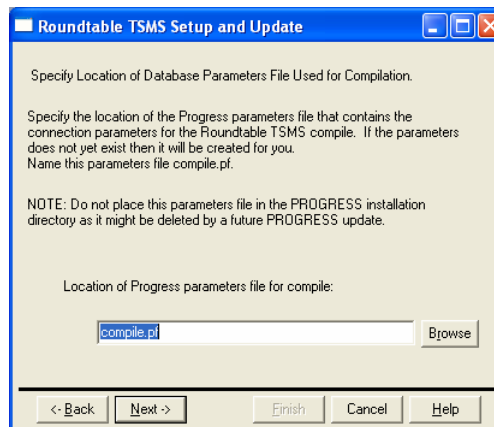 Roundtable TSMS Setup and Update
Specify Location of Database Parameters File Used for Compilation.
Specify the location of the Progress parameters file that contains the
connection parameters for the Roundtable TSMS compile. If the parameters
does not yet exist then it will be created for you.
Name this parameters file compile.pf.
NOTE: Do not place this parameters file in the PROGRESS installation
directory as it might be deleted by a future PROGRESS update.
Location of Progress parameters file for compile:
compile.pf
Browse
<- Back
Next ->
Finish
Cancel
Help